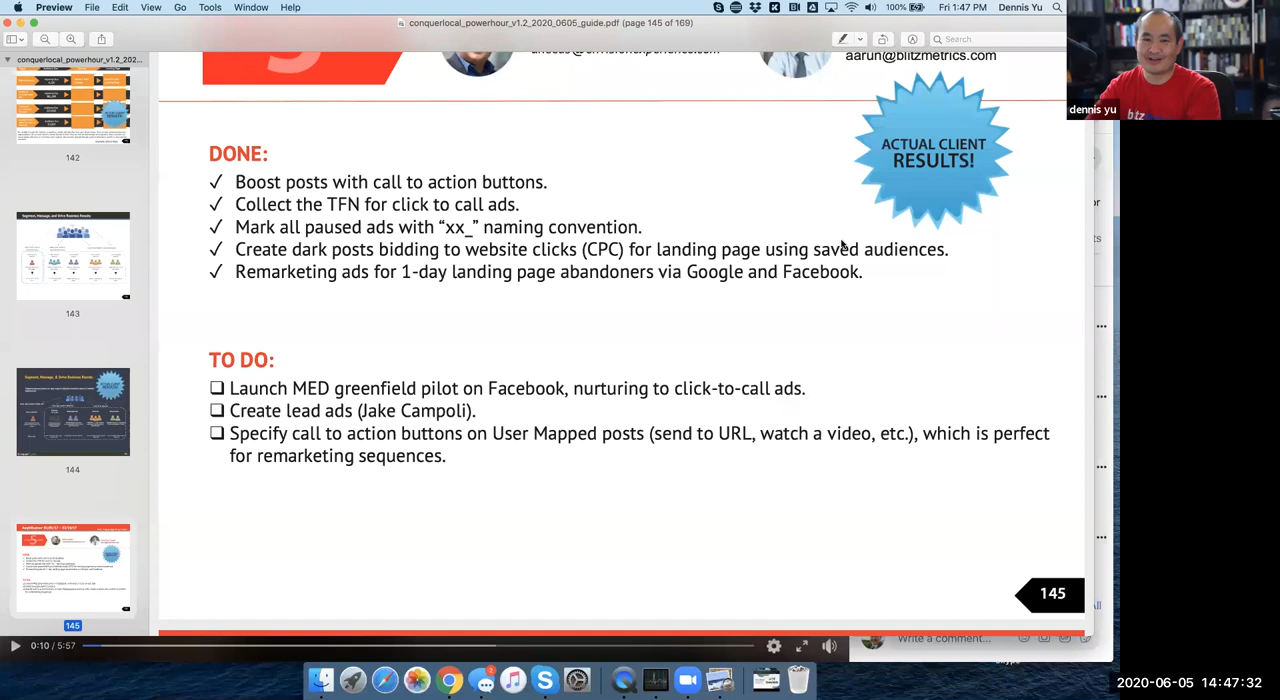 Preview File Edit View Go Tools Window Help
100% Fri 1:47 PM Dennis Yu
conquerlocal_powerhour_v1.2_2020_0605_guide.pdf (page 145 of 169)
Search
conquerlocal_powerhour_v1.2_202...
aarun@blitzmetrics.com
dennis yu
ACTUAL CLIENT
RESULTS!
DONE:
✓ Boost posts with call to action buttons.
✓ Collect the TFN for click to call ads.
✓ Mark all paused ads with “xx_” naming convention.
✓ Create dark posts bidding to website clicks (CPC) for landing page using saved audiences.
✓ Remarketing ads for 1-day landing page abandoners via Google and Facebook.
TO DO:
❑ Launch MED greenfield pilot on Facebook, nurturing to click-to-call ads.
❑ Create lead ads (Jake Campoli).
❑ Specify call to action buttons on User Mapped posts (send to URL, watch a video, etc.), which is perfect
for remarketing sequences.
145
142
143
144
145
0:10 / 5:57
Write a comment...
2020-06-05 14:47:32